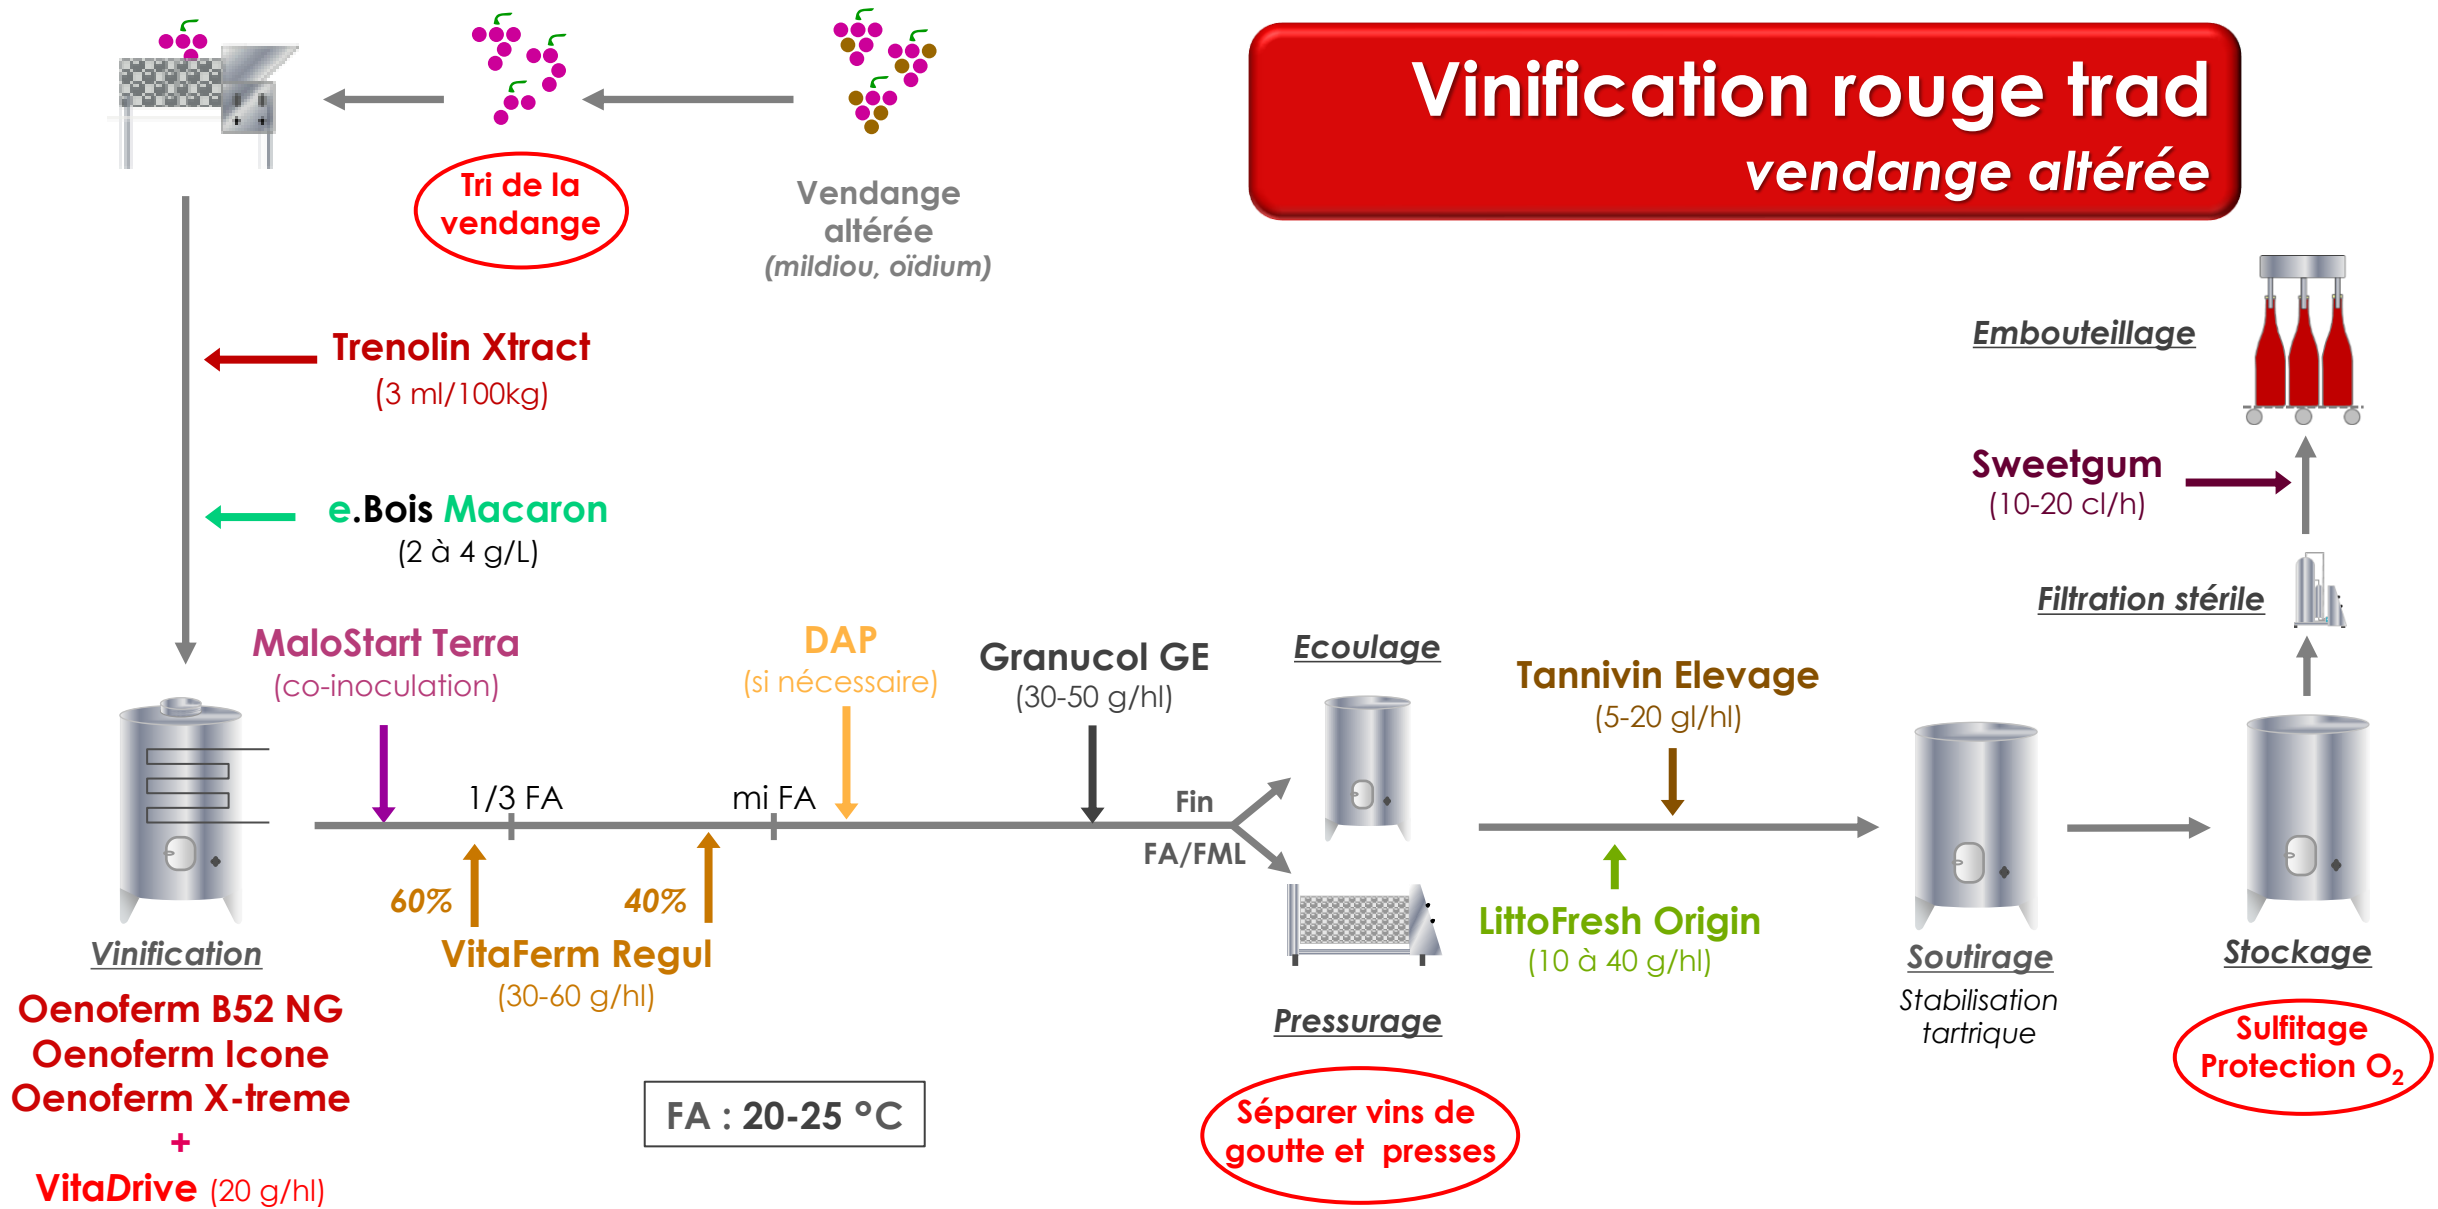 Vinification rouge trad
vendange altérée
Tri de la
vendange
Vendange
altérée
(mildiou, oïdium)
Trenolin Xtract
(3 ml/100kg)
e.Bois Macaron
(2 à 4 g/L)
MaloStart Terra
(co-inoculation)
1/3 FA
mi FA
DAP
(si nécessaire)
Granucol GE
(30-50 g/hl)
Fin
FA/FML
60%
40%
VitaFerm Regul
(30-60 g/hl)
Vinification
Oenoferm B52 NG
Oenoferm Icone
Oenoferm X-treme
+
VitaDrive (20 g/hl)
FA : 20-25 °C
Ecoulage
Pressurage
Séparer vins de
goutte et presses
Tannivin Elevage
(5-20 gl/hl)
LittoFresh Origin
(10 à 40 g/hl)
Soutirage
Stabilisation
tartrique
Stockage
Sulfitage
Protection O₂
Filtration stérile
Sweetgum
(10-20 cl/h)
Embouteillage